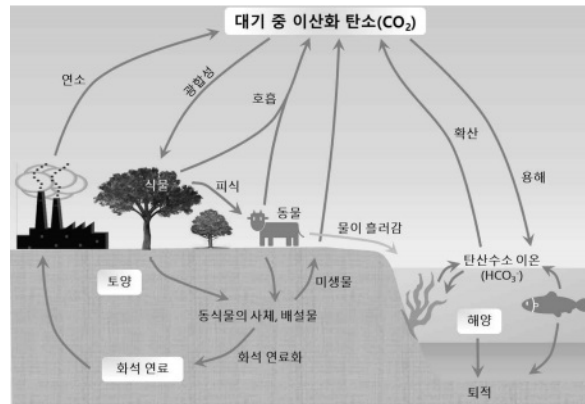 대기 중 이산화 탄소(CO₂)
연소
광합성
호흡
확산
용해
식물
피식
동물
물이 흘러감
탄산수소 이온
(HCO₃⁻)
토양
미생물
동식물의 사체, 배설물
해양
화석 연료화
화석 연료
퇴적